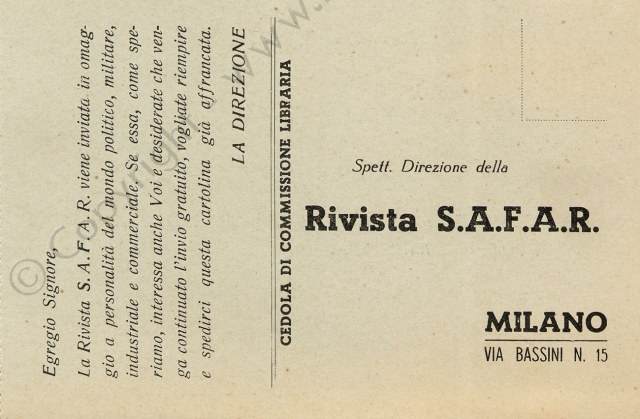 Egregio Signore,
La Rivista S. A. F. A. R. viene inviata in omag-
gio a personalità del mondo politico, militare,
industriale e commerciale. Se essa, come spe-
riamo, interessa anche Voi e desiderate che ven-
ga continuato l'invio gratuito, vogliate riempire
e spedirci questa cartolina già affrancata.
LA DIREZIONE
CEDOLA DI COMMISSIONE LIBRARIA
Spett. Direzione della
Rivista S.A.F.A.R.
MILANO
VIA BASSINI N. 15
© Copyright
www.